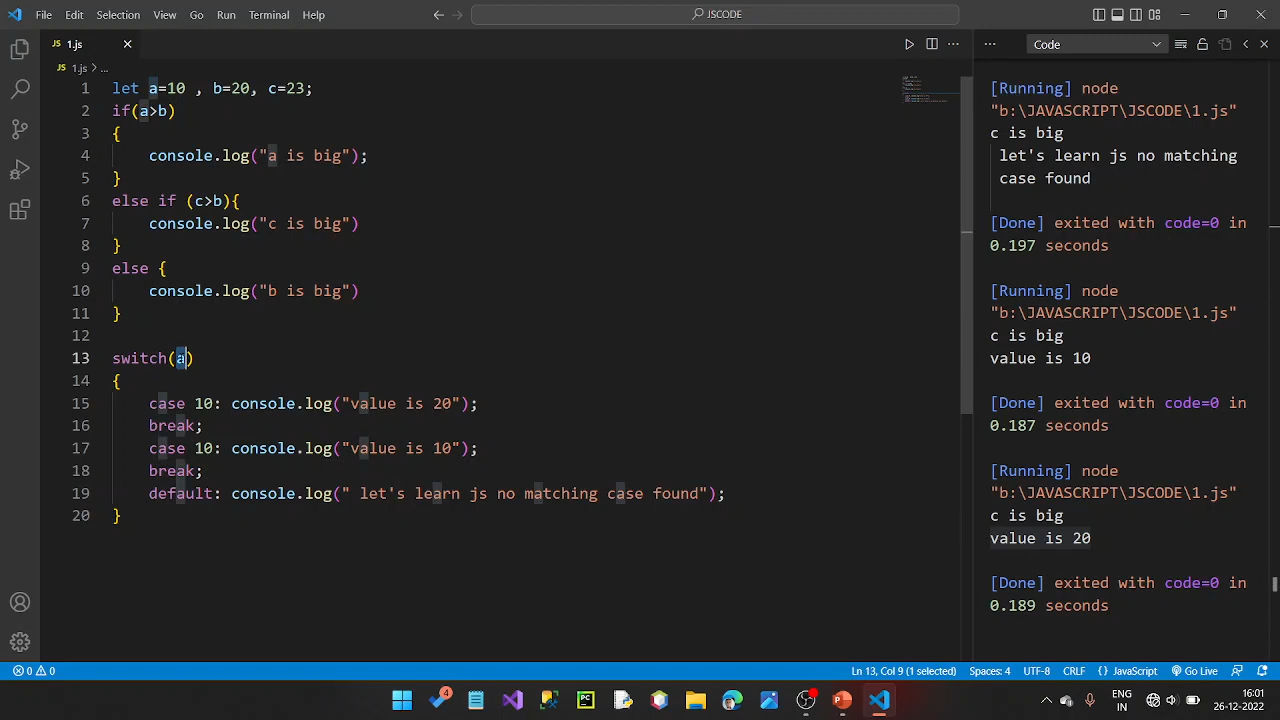 File Edit Selection View Go Run Terminal Help JSCODE
JS 1.js Code
JS 1.js > ...
1 let a=10 , b=20, c=23;
2 if(a>b)
3 {
4 console.log("a is big");
5 }
6 else if (c>b){
7 console.log("c is big")
8 }
9 else {
10 console.log("b is big")
11 }
12
13 switch(a)
14 {
15 case 10: console.log("value is 20");
16 break;
17 case 10: console.log("value is 10");
18 break;
19 default: console.log(" let's learn js no matching case found");
20 }
[Running] node
"b:\JAVASCRIPT\JSCODE\1.js"
c is big
let's learn js no matching
case found
[Done] exited with code=0 in
0.197 seconds
[Running] node
"b:\JAVASCRIPT\JSCODE\1.js"
c is big
value is 10
[Done] exited with code=0 in
0.187 seconds
[Running] node
"b:\JAVASCRIPT\JSCODE\1.js"
c is big
value is 20
[Done] exited with code=0 in
0.189 seconds
0 0 Ln 13, Col 9 (1 selected) Spaces: 4 UTF-8 CRLF {} JavaScript Go Live
4 PC P ENG 16:01
IN 26-12-2022